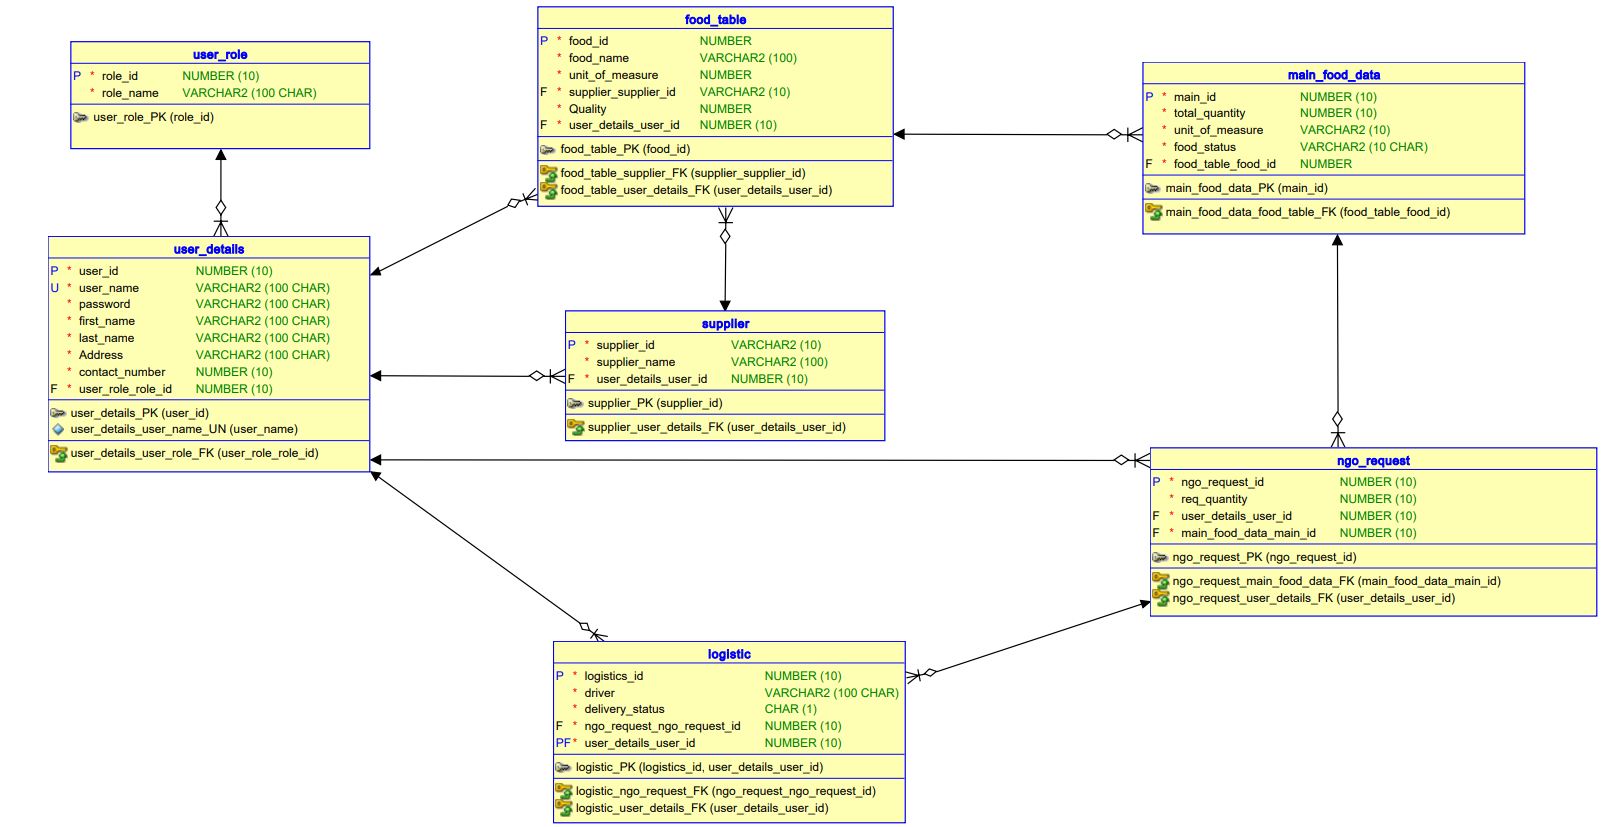 user_role
P * role_id NUMBER (10)
* role_name VARCHAR2 (100 CHAR)
user_role_PK (role_id)
food_table
P * food_id NUMBER
* food_name VARCHAR2 (100)
* unit_of_measure NUMBER
F * supplier_supplier_id VARCHAR2 (10)
* Quality NUMBER
F * user_details_user_id NUMBER (10)
food_table_PK (food_id)
food_table_supplier_FK (supplier_supplier_id)
food_table_user_details_FK (user_details_user_id)
main_food_data
P * main_id NUMBER (10)
* total_quantity NUMBER (10)
* unit_of_measure VARCHAR2 (10)
* food_status VARCHAR2 (10 CHAR)
F * food_table_food_id NUMBER
main_food_data_PK (main_id)
main_food_data_food_table_FK (food_table_food_id)
user_details
P * user_id NUMBER (10)
U * user_name VARCHAR2 (100 CHAR)
* password VARCHAR2 (100 CHAR)
* first_name VARCHAR2 (100 CHAR)
* last_name VARCHAR2 (100 CHAR)
* Address VARCHAR2 (100 CHAR)
* contact_number NUMBER (10)
F * user_role_role_id NUMBER (10)
user_details_PK (user_id)
user_details_user_name_UN (user_name)
user_details_user_role_FK (user_role_role_id)
supplier
P * supplier_id VARCHAR2 (10)
* supplier_name VARCHAR2 (100)
F * user_details_user_id NUMBER (10)
supplier_PK (supplier_id)
supplier_user_details_FK (user_details_user_id)
ngo_request
P * ngo_request_id NUMBER (10)
* req_quantity NUMBER (10)
F * user_details_user_id NUMBER (10)
F * main_food_data_main_id NUMBER (10)
ngo_request_PK (ngo_request_id)
ngo_request_main_food_data_FK (main_food_data_main_id)
ngo_request_user_details_FK (user_details_user_id)
logistic
P * logistics_id NUMBER (10)
* driver VARCHAR2 (100 CHAR)
* delivery_status CHAR (1)
F * ngo_request_ngo_request_id NUMBER (10)
PF * user_details_user_id NUMBER (10)
logistic_PK (logistics_id, user_details_user_id)
logistic_ngo_request_FK (ngo_request_ngo_request_id)
logistic_user_details_FK (user_details_user_id)